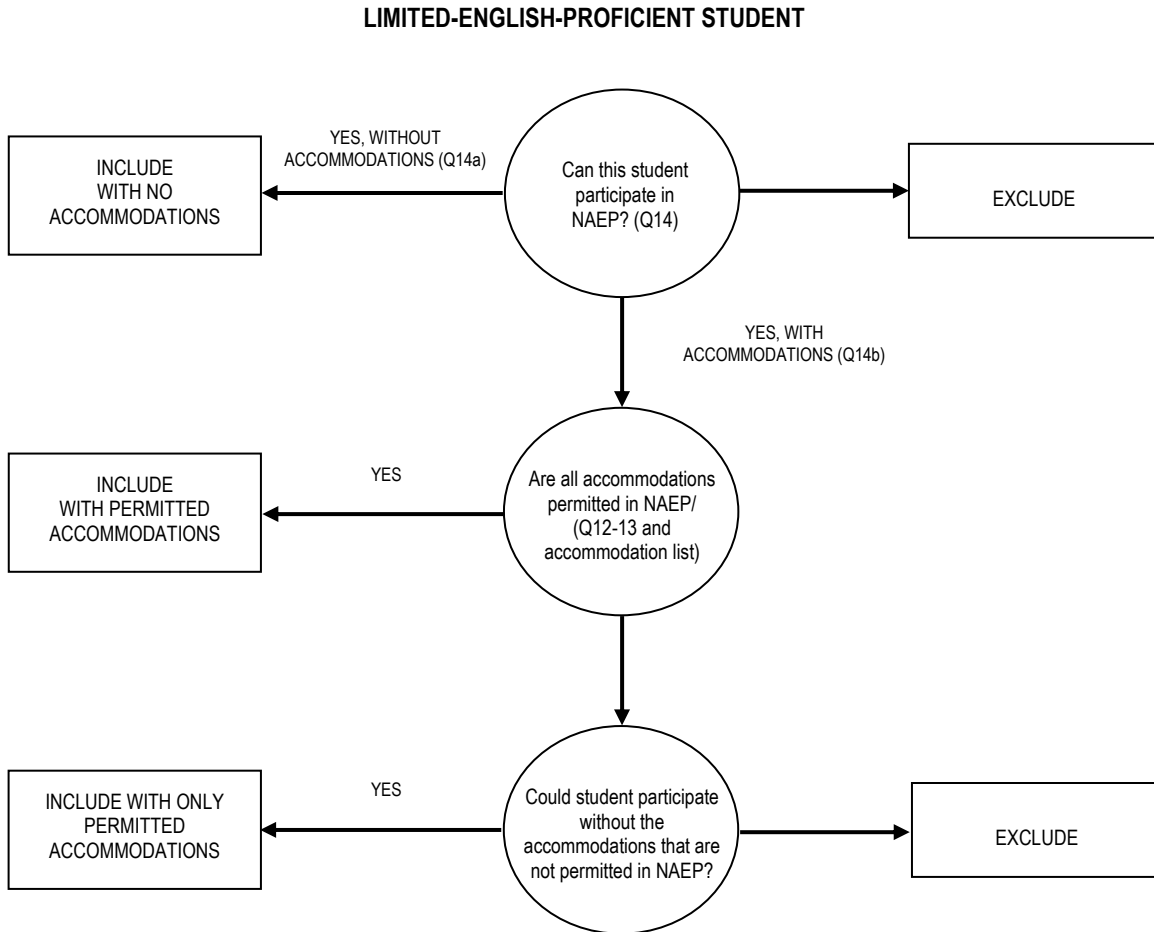 LIMITED-ENGLISH-PROFICIENT STUDENT
INCLUDE
WITH NO
ACCOMMODATIONS
YES, WITHOUT
ACCOMMODATIONS (Q14a)
Can this student
participate in
NAEP? (Q14)
EXCLUDE
YES, WITH
ACCOMMODATIONS (Q14b)
INCLUDE
WITH PERMITTED
ACCOMMODATIONS
YES
Are all accommodations
permitted in NAEP/
(Q12-13 and
accommodation list)
INCLUDE WITH ONLY
PERMITTED
ACCOMMODATIONS
YES
Could student participate
without the
accommodations that are
not permitted in NAEP?
EXCLUDE